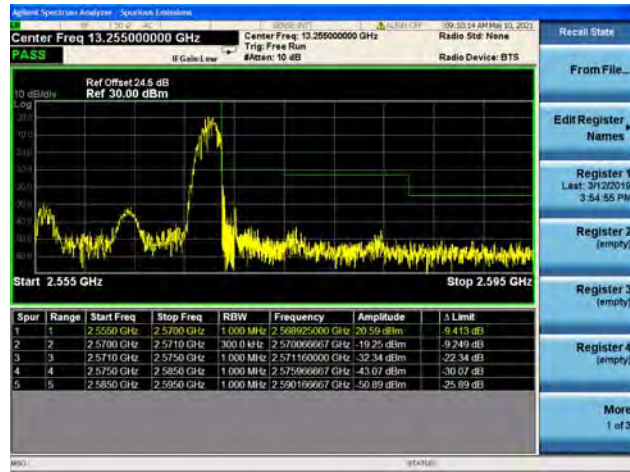 Agilent Spectrum Analyzer - Spurious Emissions
SENSE:INT
ALIGN OFF
09:10:14 AM May 10, 2021
Center Freq 13.255000000 GHz
Center Freq: 13.255000000 GHz
Radio Std: None
PASS
Trig: Free Run
IFGain:Low
#Atten: 10 dB
Radio Device: BTS
Ref Offset 24.5 dB
10 dB/div
Ref 30.00 dBm
Log
20.0
10.0
Start 2.555 GHz
Stop 2.595 GHz
Spur Range Start Freq Stop Freq RBW Frequency Amplitude Δ Limit
1 1 2.5550 GHz 2.5700 GHz 1.000 MHz 2.568925000 GHz 20.59 dBm -9.413 dB
2 2 2.5700 GHz 2.5710 GHz 300.0 kHz 2.570066667 GHz -19.25 dBm -9.249 dB
3 3 2.5710 GHz 2.5750 GHz 1.000 MHz 2.571160000 GHz -32.34 dBm -22.34 dB
4 4 2.5750 GHz 2.5850 GHz 1.000 MHz 2.575966667 GHz -43.07 dBm -30.07 dB
5 5 2.5850 GHz 2.5950 GHz 1.000 MHz 2.590166667 GHz -50.89 dBm -25.89 dB
MSG
STATUS
Recall State
From File...
Edit Register
Names
Register 1
Last: 3/12/2019
3:54:55 PM
Register 2
(empty)
Register 3
(empty)
Register 4
(empty)
More
1 of 3